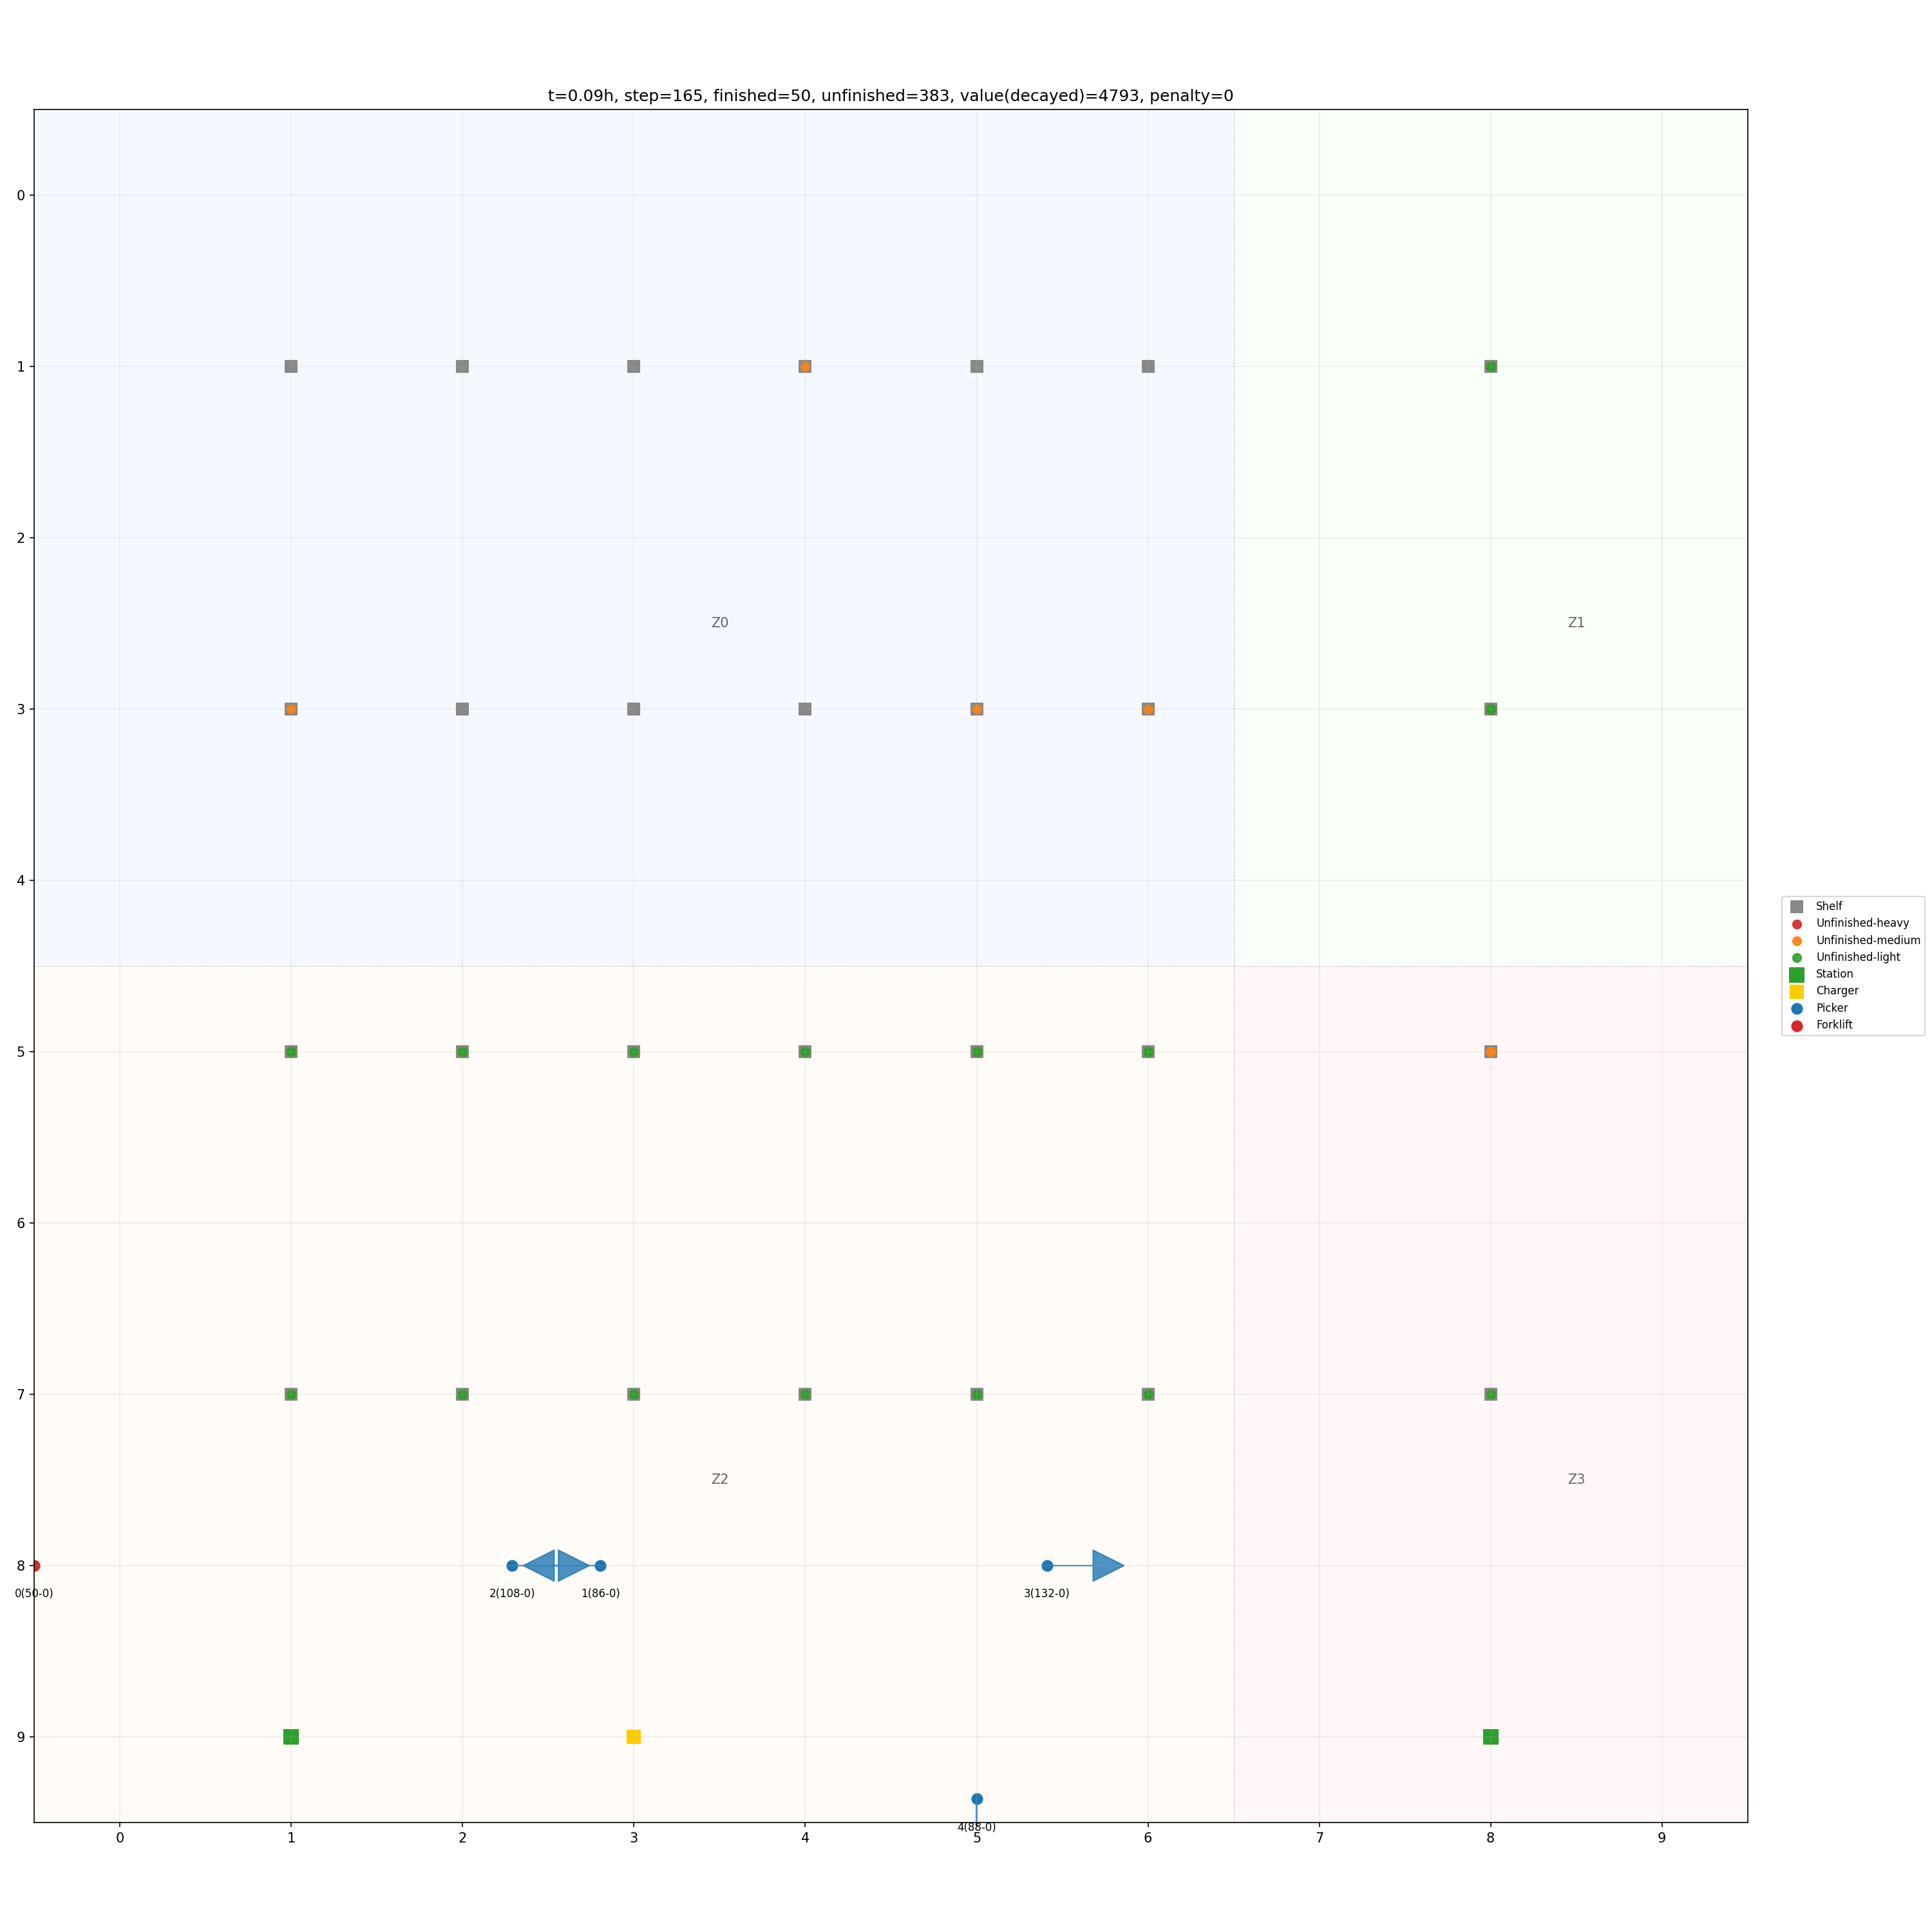 t=0.09h, step=165, finished=50, unfinished=383, value(decayed)=4793, penalty=0
0
1
2
Z0
Z1
3
4
Shelf
Unfinished-heavy
Unfinished-medium
Unfinished-light
Station
Charger
Picker
Forklift
5
6
7
Z2
Z3
8
0(50-0)
2(108-0)
1(86-0)
3(132-0)
9
4(88-0)
0 1 2 3 4 5 6 7 8 9